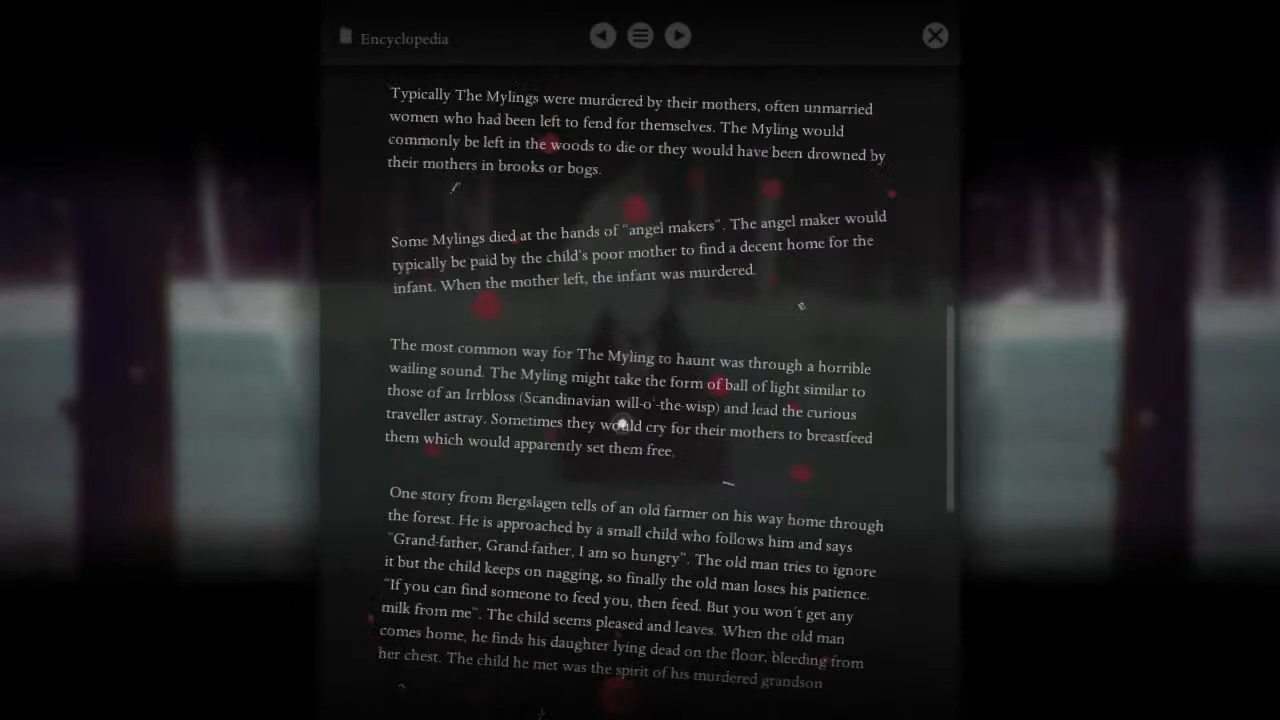 Encyclopedia
Typically The Mylings were murdered by their mothers, often unmarried
women who had been left to fend for themselves. The Myling would
commonly be left in the woods to die or they would have been drowned by
their mothers in brooks or bogs.
Some Mylings died at the hands of "angel makers". The angel maker would
typically be paid by the child's poor mother to find a decent home for the
infant. When the mother left, the infant was murdered.
The most common way for The Myling to haunt was through a horrible
wailing sound. The Myling might take the form of ball of light similar to
those of an Irrbloss (Scandinavian will-o'-the-wisp) and lead the curious
traveller astray. Sometimes they would cry for their mothers to breastfeed
them which would apparently set them free.
One story from Bergslagen tells of an old farmer on his way home through
the forest. He is approached by a small child who follows him and says
"Grand-father, Grand-father, I am so hungry". The old man tries to ignore
it but the child keeps on nagging, so finally the old man loses his patience.
"If you can find someone to feed you, then feed. But you won't get any
milk from me". The child seems pleased and leaves. When the old man
comes home, he finds his daughter lying dead on the floor, bleeding from
her chest. The child he met was the spirit of his murdered grandson